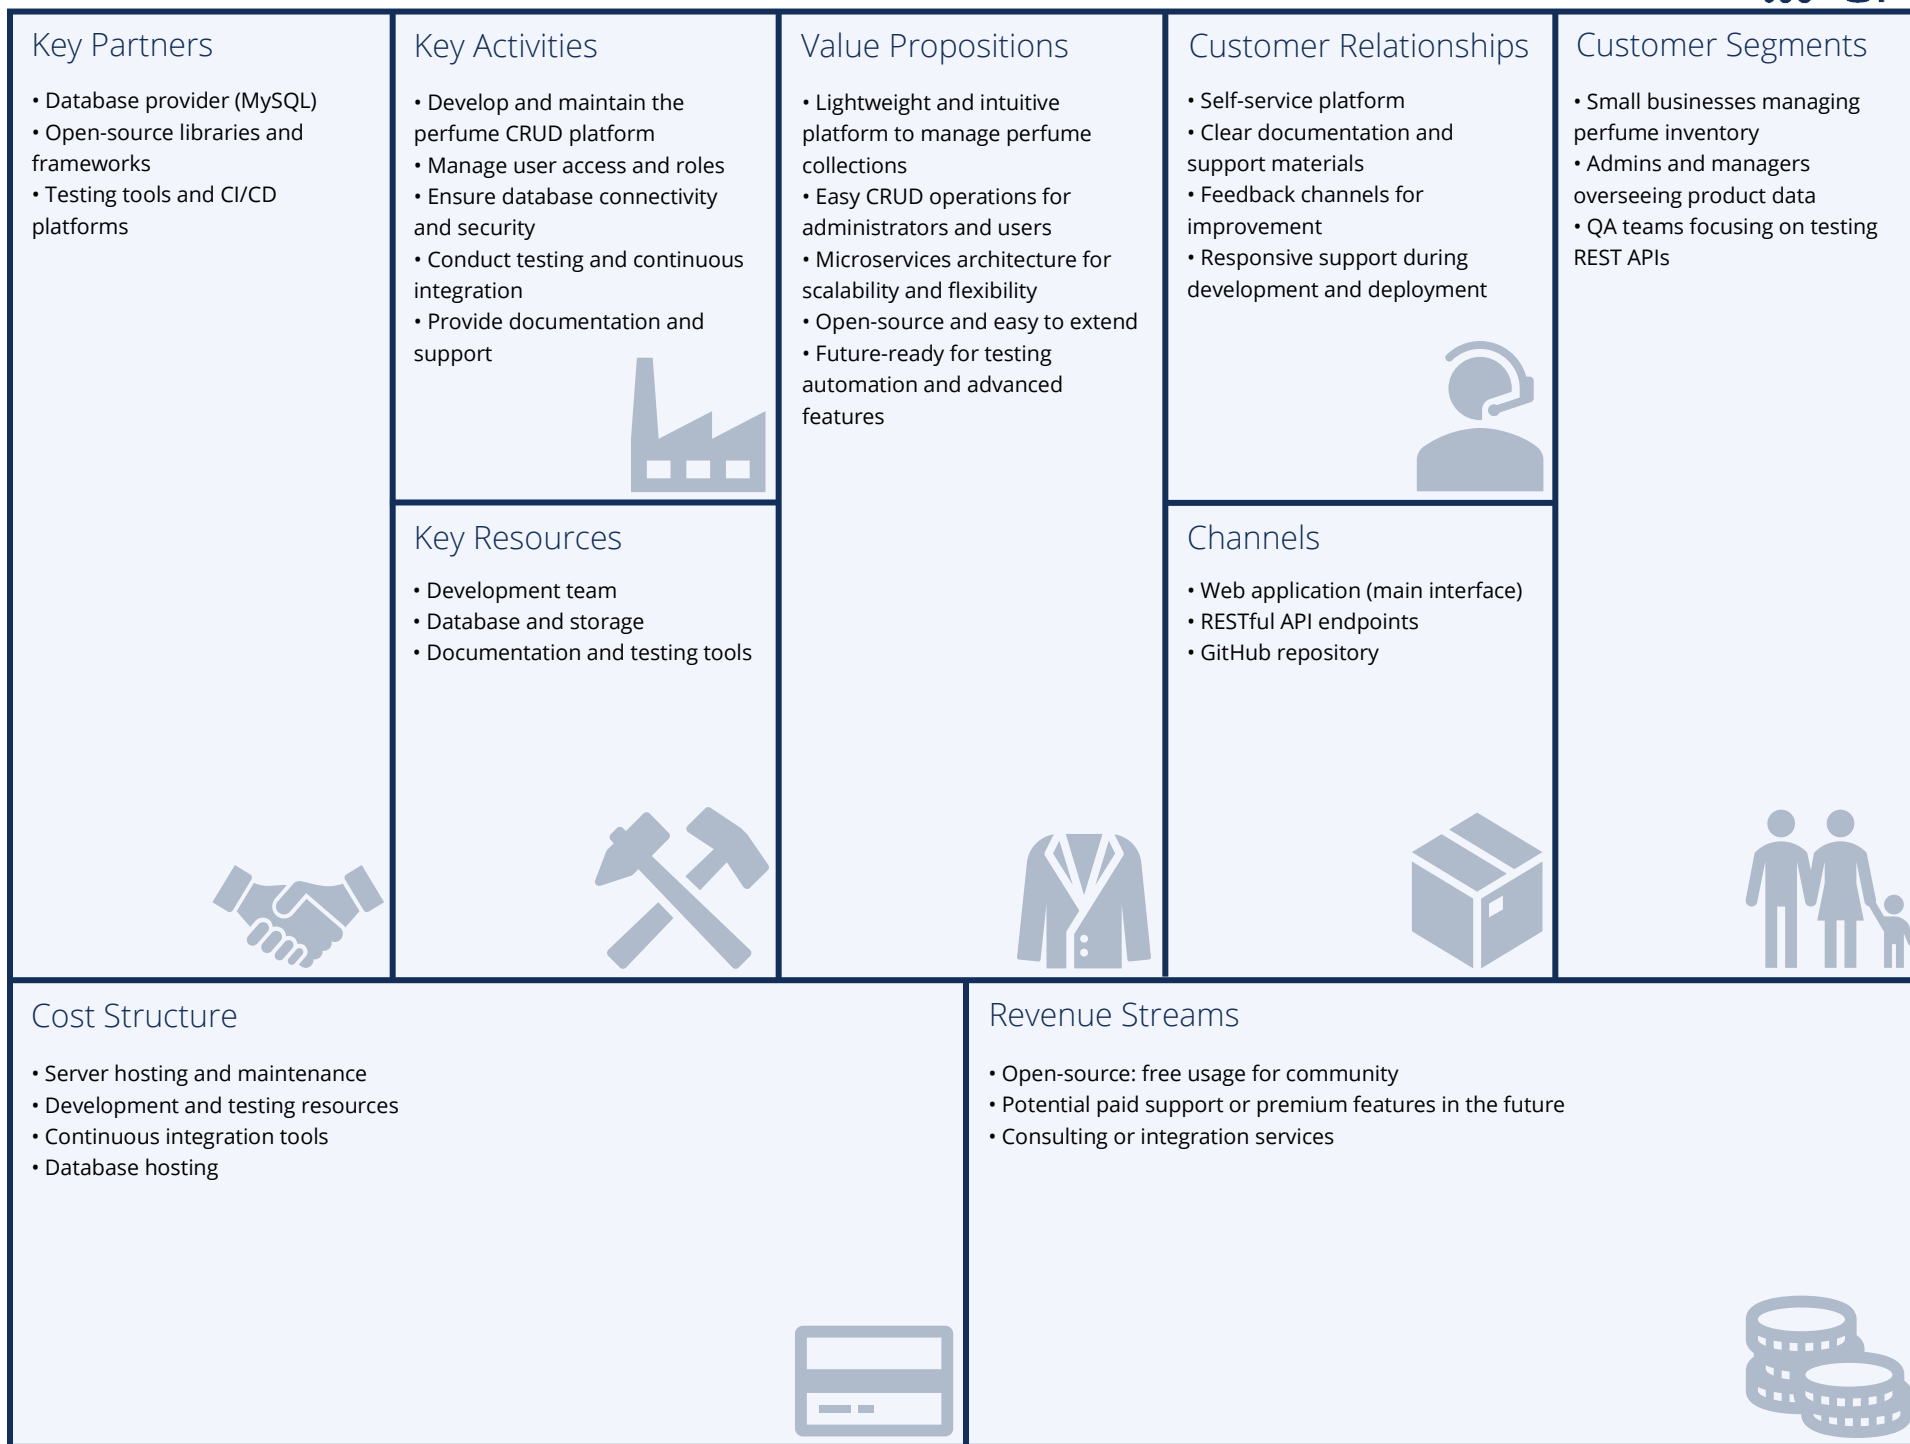 Key Partners
• Database provider (MySQL)
• Open-source libraries and
frameworks
• Testing tools and CI/CD
platforms
Key Activities
• Develop and maintain the
perfume CRUD platform
• Manage user access and roles
• Ensure database connectivity
and security
• Conduct testing and continuous
integration
• Provide documentation and
support
Key Resources
• Development team
• Database and storage
• Documentation and testing tools
Value Propositions
• Lightweight and intuitive
platform to manage perfume
collections
• Easy CRUD operations for
administrators and users
• Microservices architecture for
scalability and flexibility
• Open-source and easy to extend
• Future-ready for testing
automation and advanced
features
Customer Relationships
• Self-service platform
• Clear documentation and
support materials
• Feedback channels for
improvement
• Responsive support during
development and deployment
Channels
• Web application (main interface)
• RESTful API endpoints
• GitHub repository
Customer Segments
• Small businesses managing
perfume inventory
• Admins and managers
overseeing product data
• QA teams focusing on testing
REST APIs
Cost Structure
• Server hosting and maintenance
• Development and testing resources
• Continuous integration tools
• Database hosting
Revenue Streams
• Open-source: free usage for community
• Potential paid support or premium features in the future
• Consulting or integration services